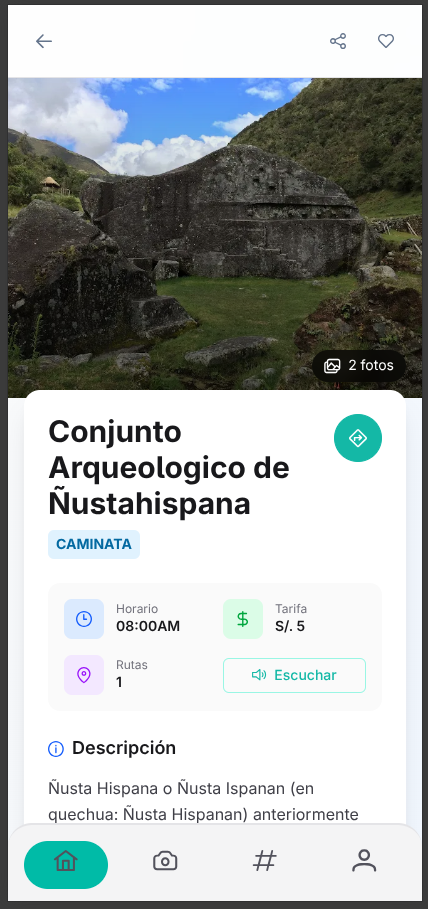 2 fotos
Conjunto
Arqueologico de
Ñustahispana
CAMINATA
Horario
08:00AM
Tarifa
S/. 5
Rutas
1
Escuchar
Descripción
Ñusta Hispana o Ñusta Ispanan (en
quechua: Ñusta Hispanan) anteriormente